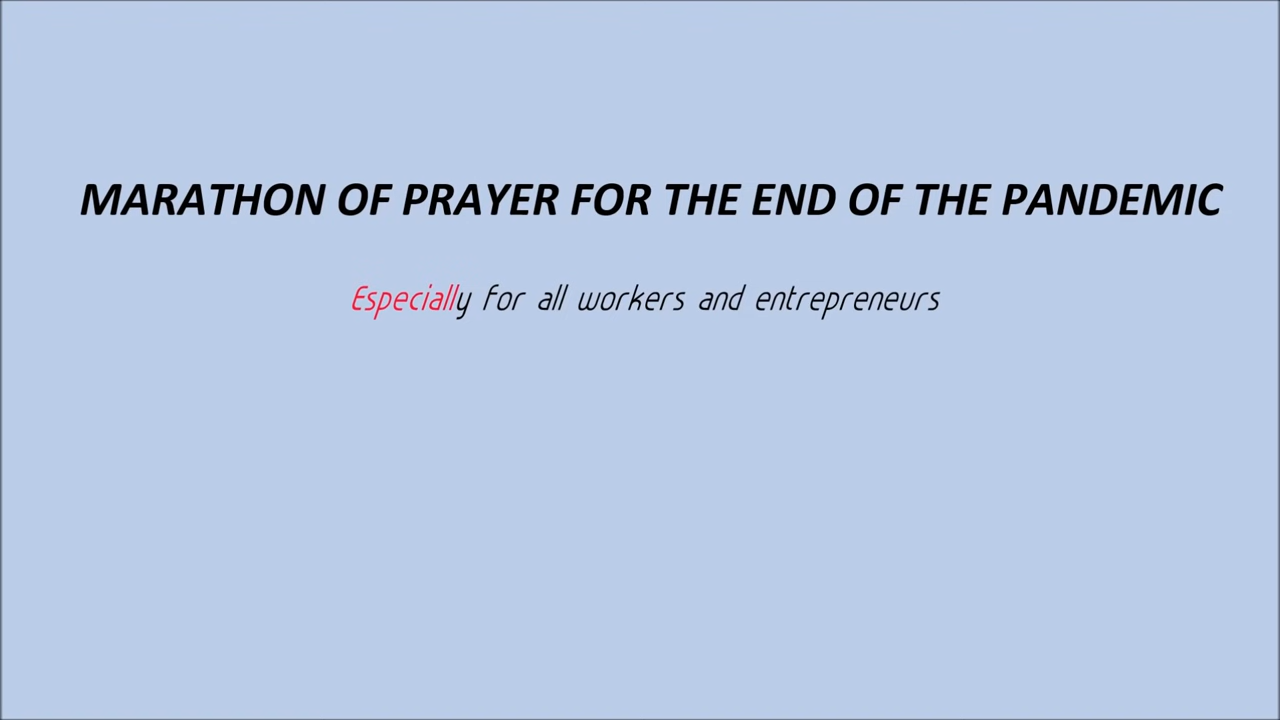 MARATHON OF PRAYER FOR THE END OF THE PANDEMIC
Especially for all workers and entrepreneurs